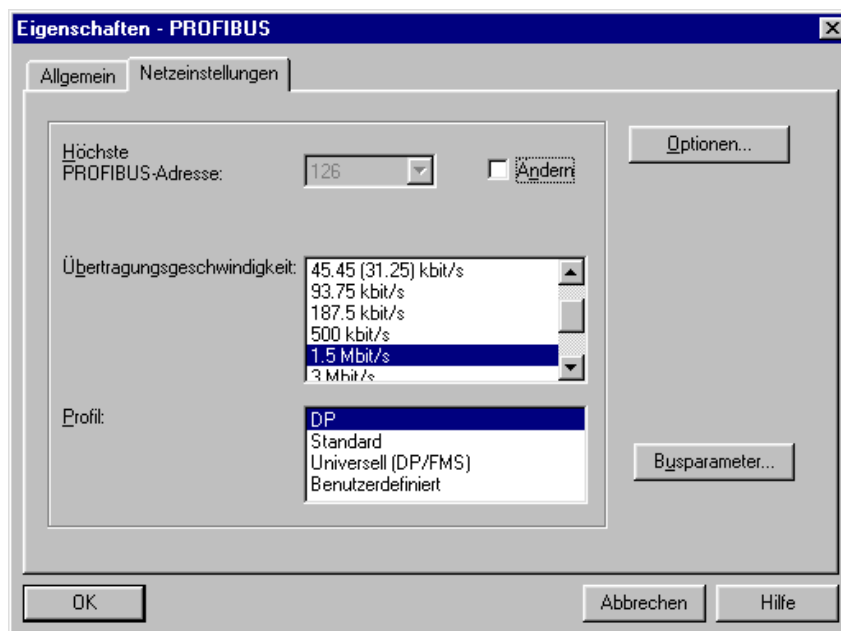 Eigenschaften - PROFIBUS
Allgemein
Netzeinstellungen
Höchste
PROFIBUS-Adresse:
126
Ändern
Optionen...
Übertragungsgeschwindigkeit:
45.45 (31.25) kbit/s
93.75 kbit/s
187.5 kbit/s
500 kbit/s
1.5 Mbit/s
3 Mbit/s
Profil:
DP
Standard
Universell (DP/FMS)
Benutzerdefiniert
Busparameter...
OK
Abbrechen
Hilfe